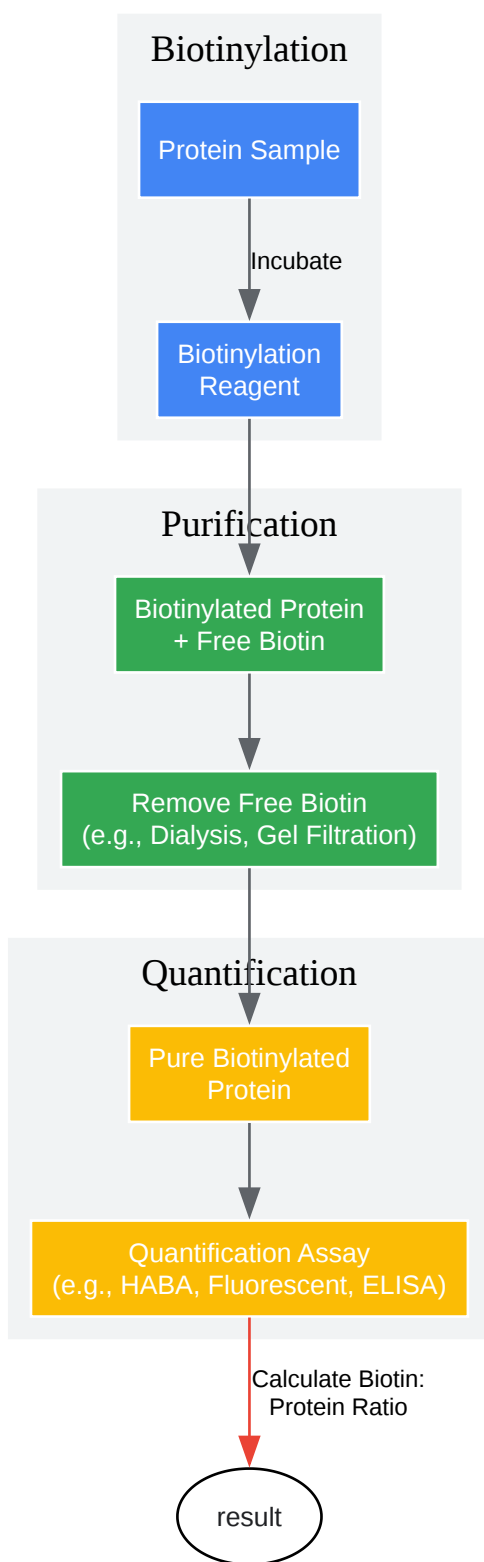 Biotinylation
Protein Sample
Incubate
Biotinylation
Reagent
Purification
Biotinylated Protein
+ Free Biotin
Remove Free Biotin
(e.g., Dialysis, Gel Filtration)
Quantification
Pure Biotinylated
Protein
Quantification Assay
(e.g., HABA, Fluorescent, ELISA)
Calculate Biotin:
Protein Ratio
result